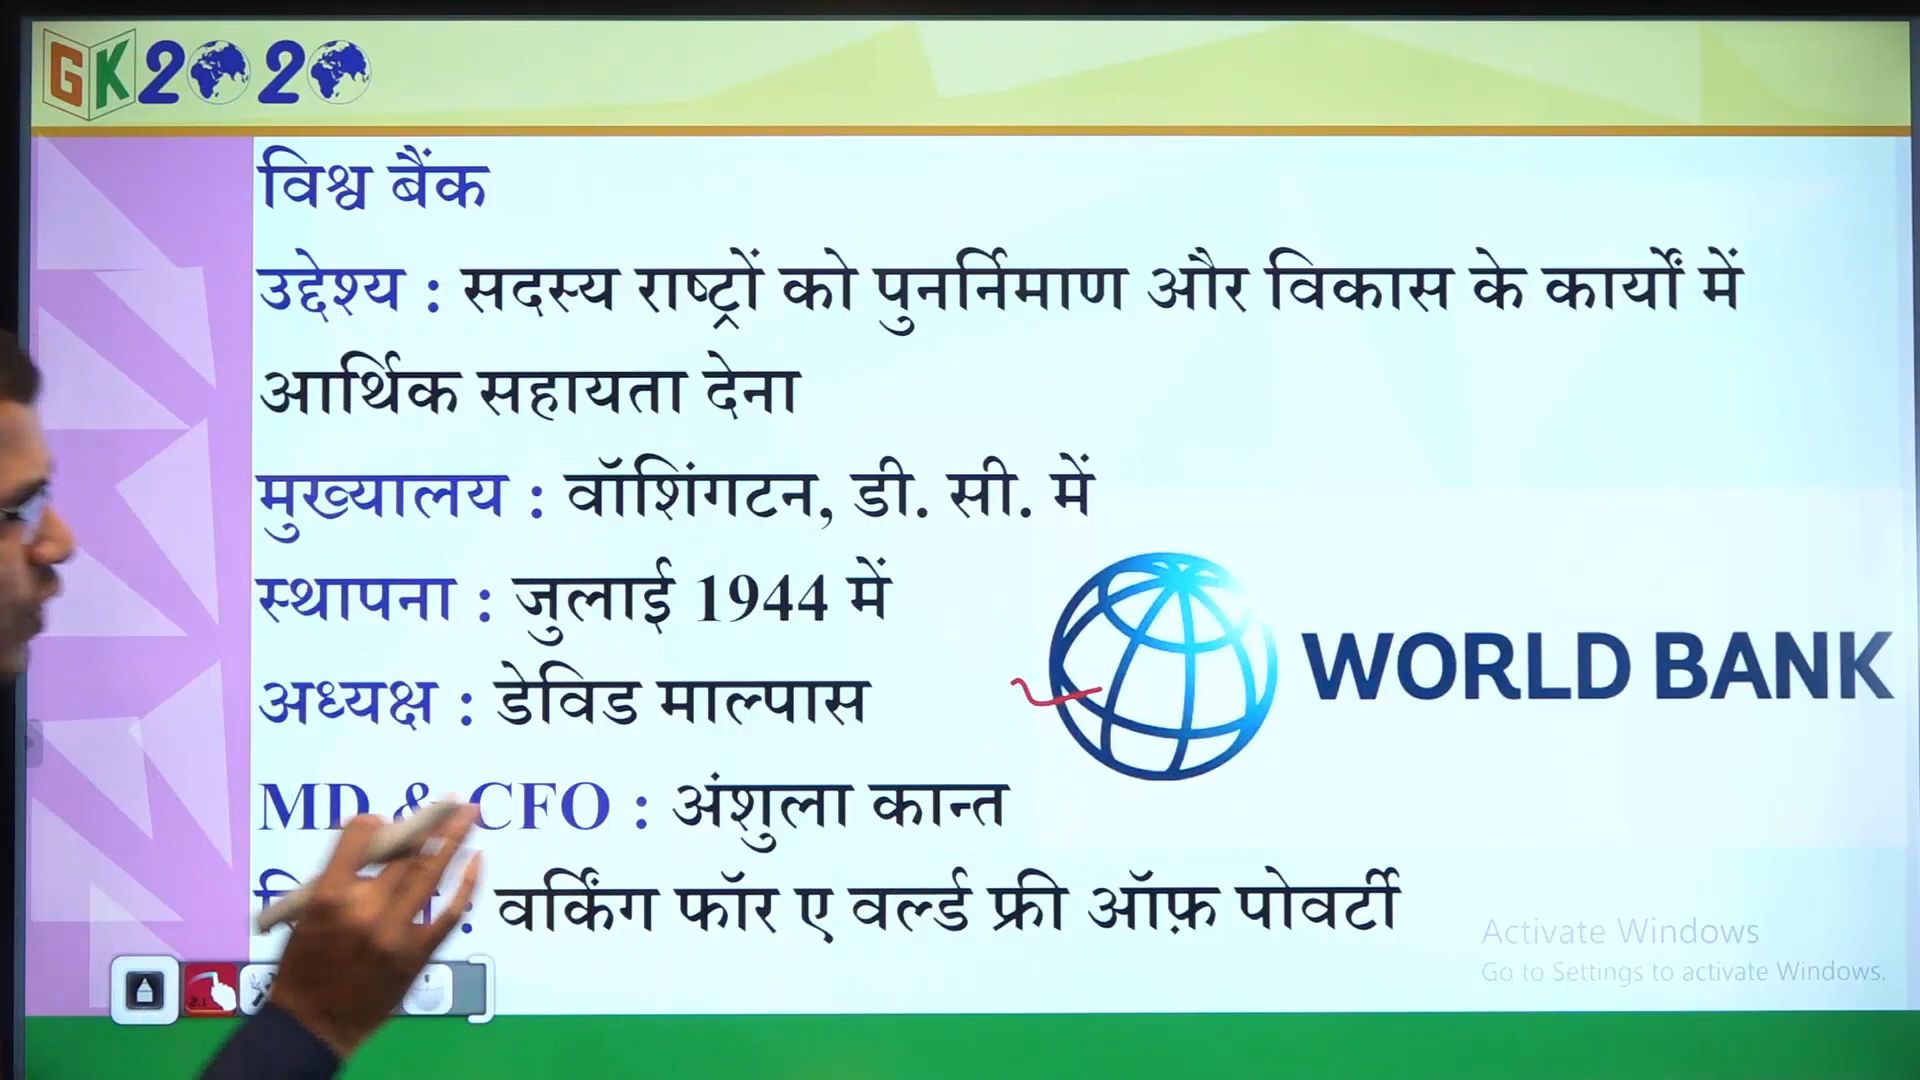 GK2020
विश्व बैंक
उद्देश्य : सदस्य राष्ट्रों को पुनर्निमाण और विकास के कार्यों में
आर्थिक सहायता देना
मुख्यालय : वॉशिंगटन, डी. सी. में
स्थापना : जुलाई 1944 में
WORLD BANK
अध्यक्ष : डेविड माल्पास
MD & CFO : अंशुला कान्त
: वर्किंग फॉर ए वर्ल्ड फ्री ऑफ़ पोवर्टी
Activate Windows
Go to Settings to activate Windows.